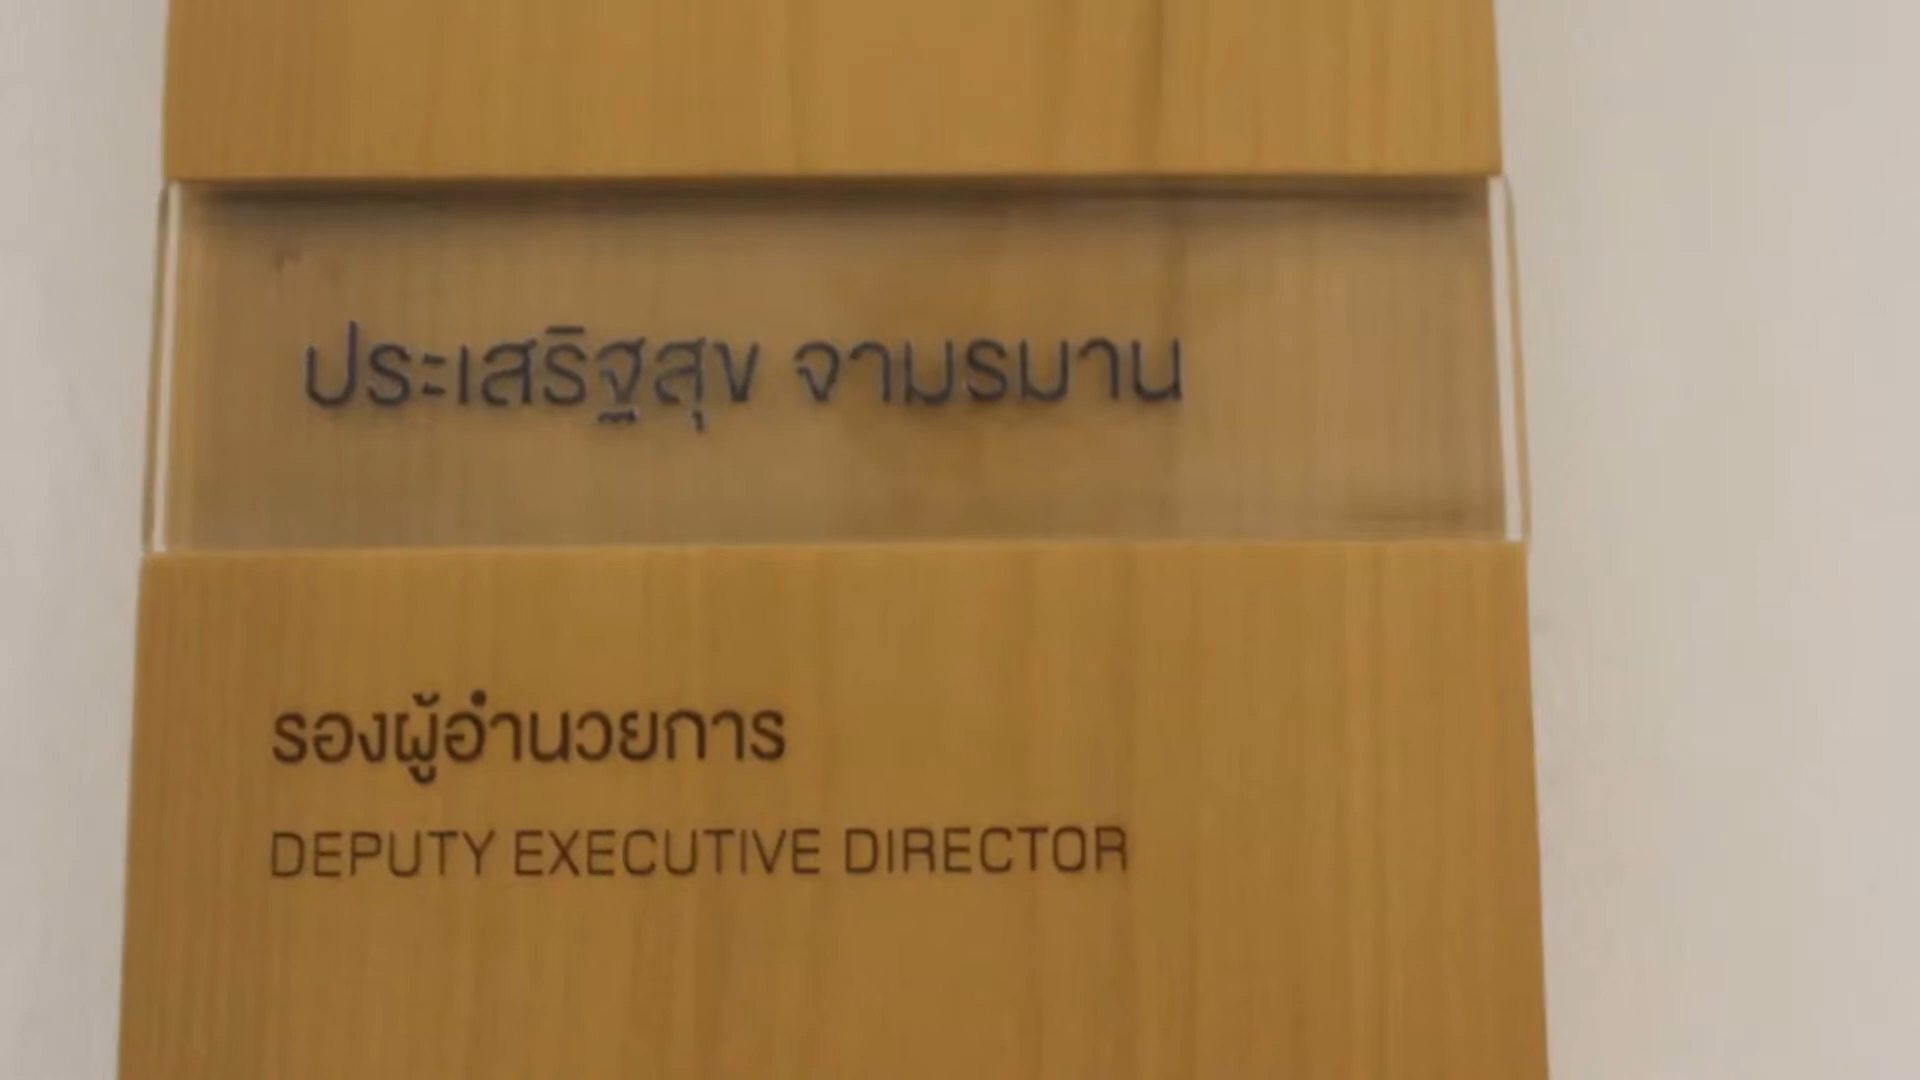 ประเสริฐสุข จามรมาน
รองผู้อำนวยการ
DEPUTY EXECUTIVE DIRECTOR